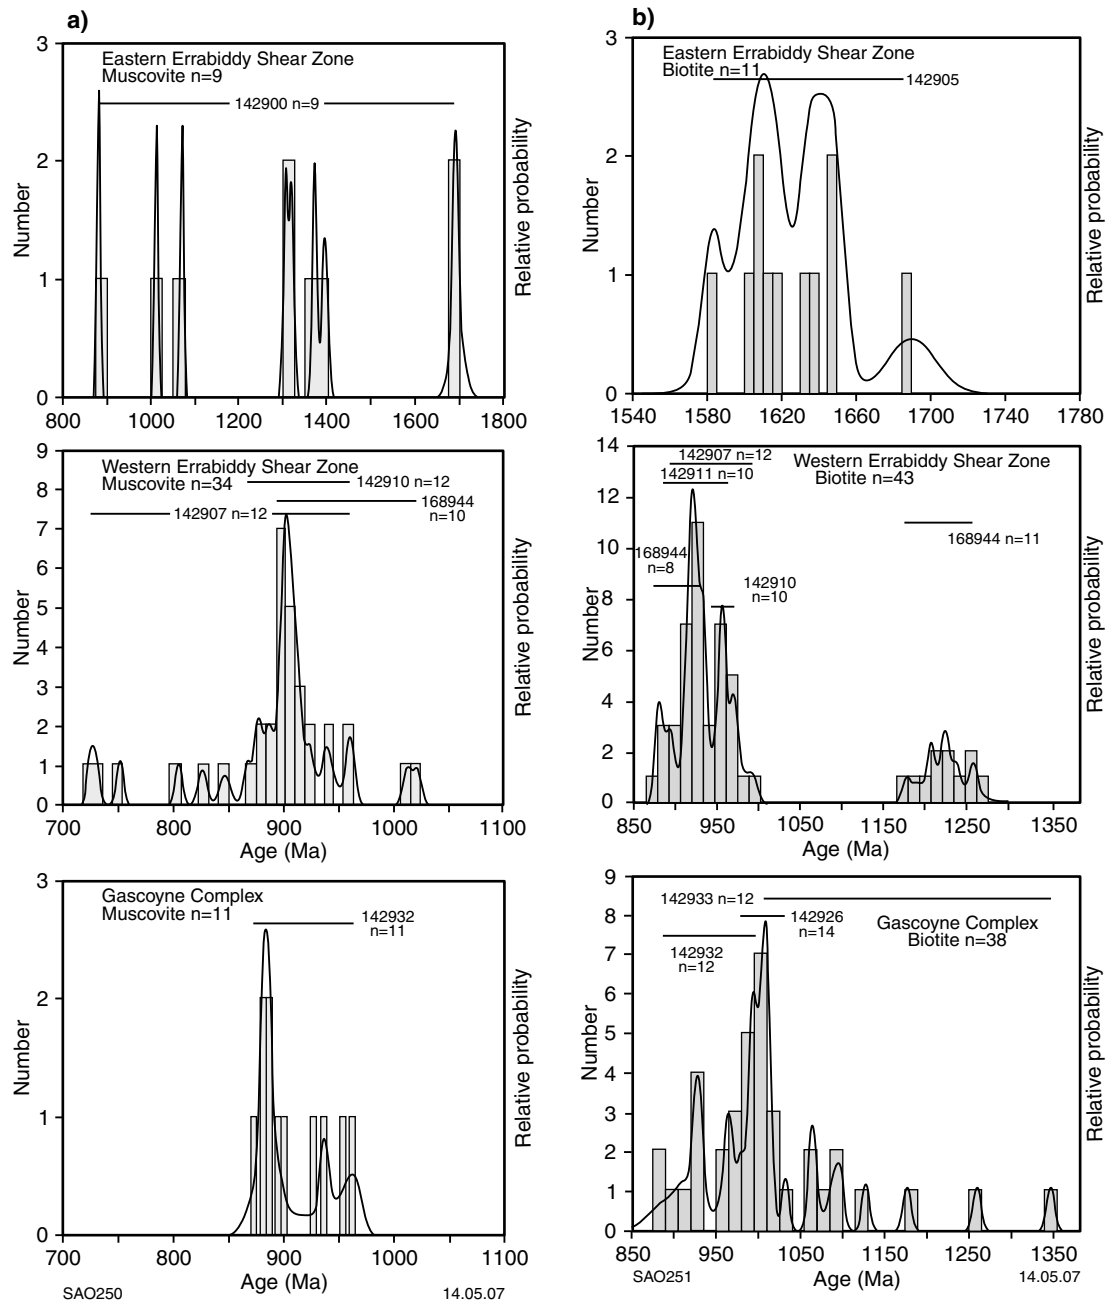 a)
3
2
1
0
Number
Relative probability
Eastern Errabiddy Shear Zone
Muscovite n=9
142900 n=9
800
1000
1200
1400
1600
1800
9
8
7
6
5
4
3
2
1
0
Number
Relative probability
Western Errabiddy Shear Zone
Muscovite n=34
142910 n=12
168944
n=10
142907 n=12
700
800
900
1000
1100
Age (Ma)
3
2
1
0
Number
Relative probability
Gascoyne Complex
Muscovite n=11
142932
n=11
700
800
900
1000
1100
Age (Ma)
SAO250
14.05.07
b)
3
2
1
0
Number
Relative probability
Eastern Errabiddy Shear Zone
Biotite n=11
142905
1540
1580
1620
1660
1700
1740
1780
14
12
10
8
6
4
2
0
Number
Relative probability
142907 n=12
142911 n=10
Western Errabiddy Shear Zone
Biotite n=43
168944
n=8
142910
n=10
168944 n=11
850
950
1050
1150
1250
1350
Age (Ma)
9
8
7
6
5
4
3
2
1
0
Number
Relative probability
142933 n=12
142926
n=14
142932
n=12
Gascoyne Complex
Biotite n=38
850
950
1050
1150
1250
1350
Age (Ma)
SAO251
14.05.07